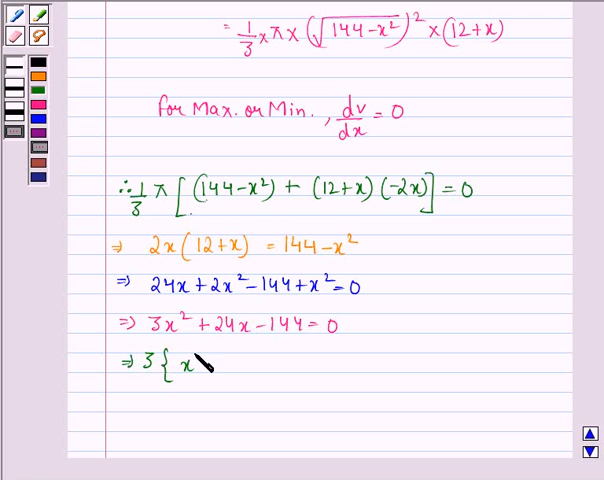 = 1/3 × π × (√144-x²)² × (12+x)
For Max. or Min., dv/dx = 0
∴ 1/3 π [(144-x²) + (12+x) (-2x)] = 0
⇒ 2x (12+x) = 144-x²
⇒ 24x + 2x² - 144 + x² = 0
⇒ 3x² + 24x - 144 = 0
⇒ 3 { x